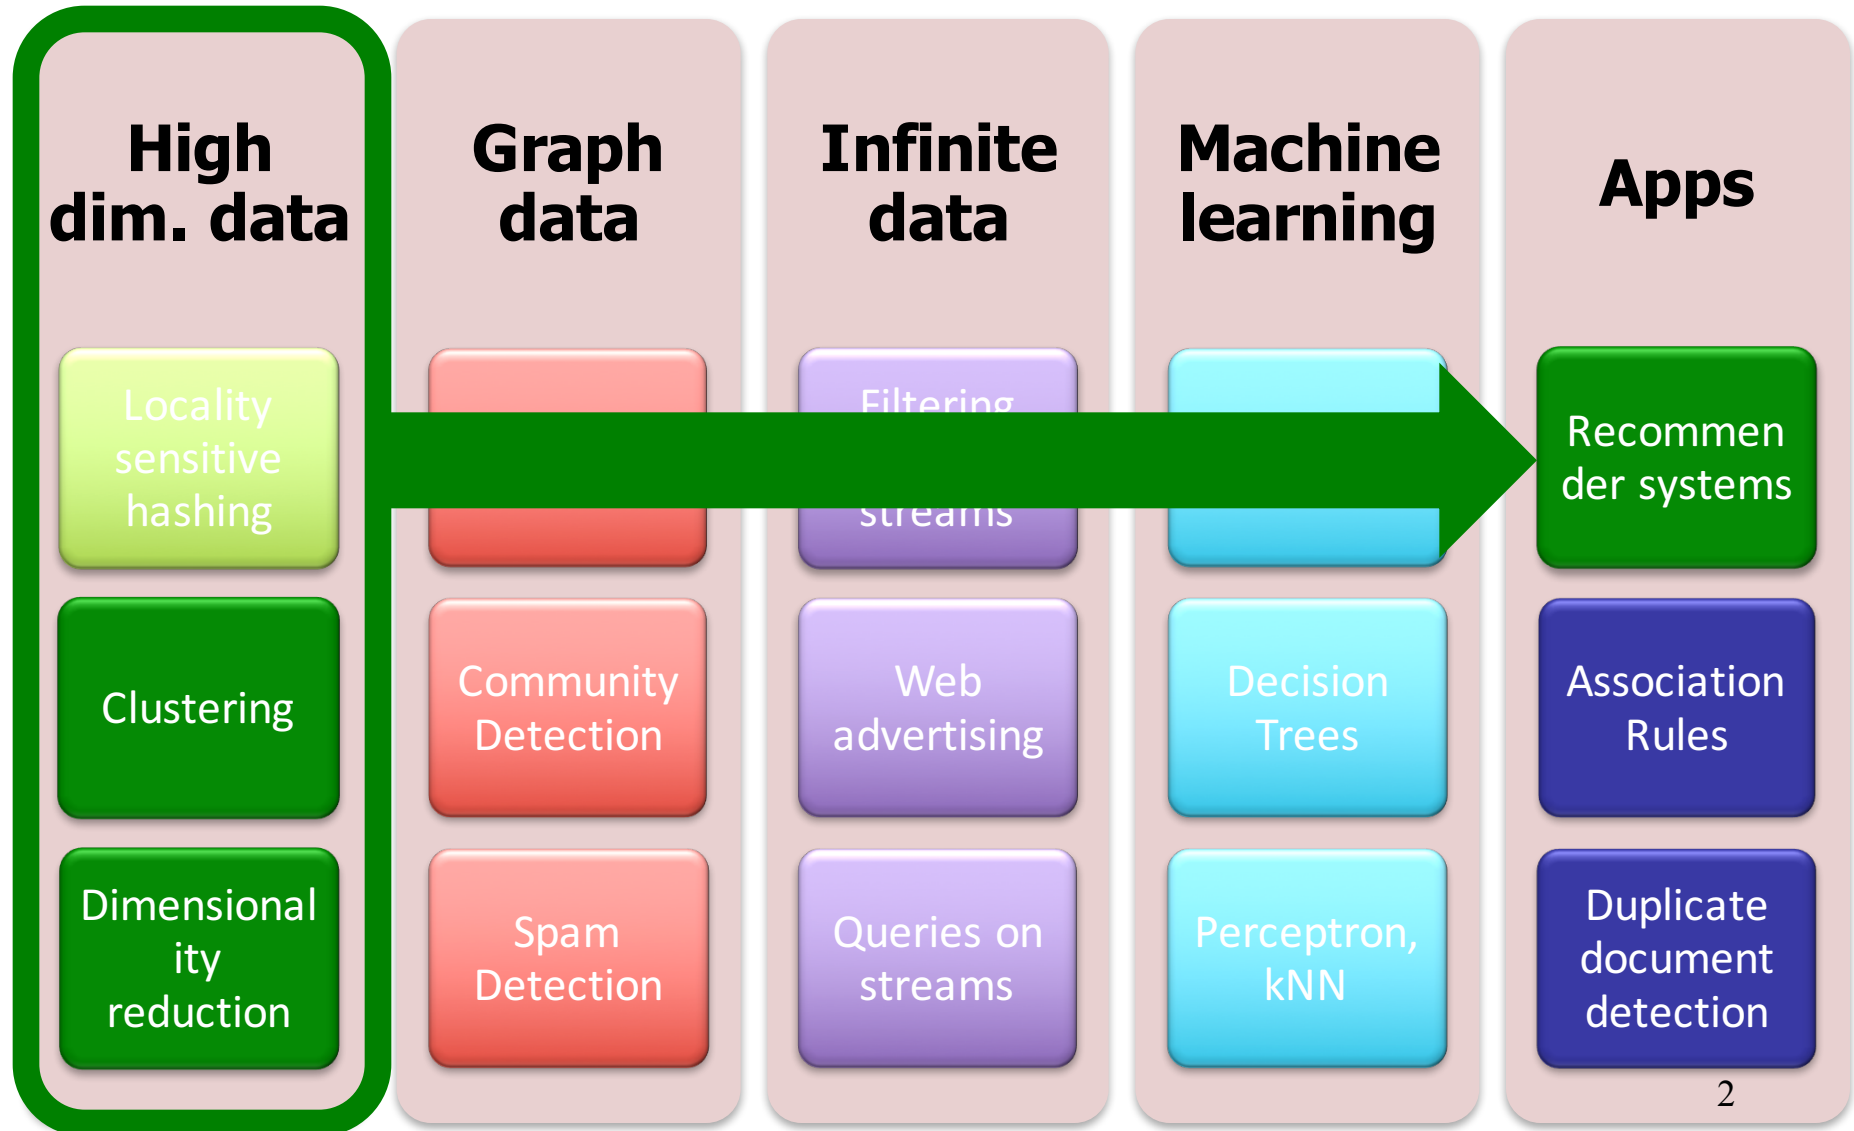 High
dim. data
Locality
sensitive
hashing
Clustering
Dimensional
ity
reduction
Graph
data
Community
Detection
Spam
Detection
Infinite
data
Filtering
streams
Web
advertising
Queries on
streams
Machine
learning
Decision
Trees
Perceptron,
kNN
Apps
Recommen
der systems
Association
Rules
Duplicate
document
detection
2